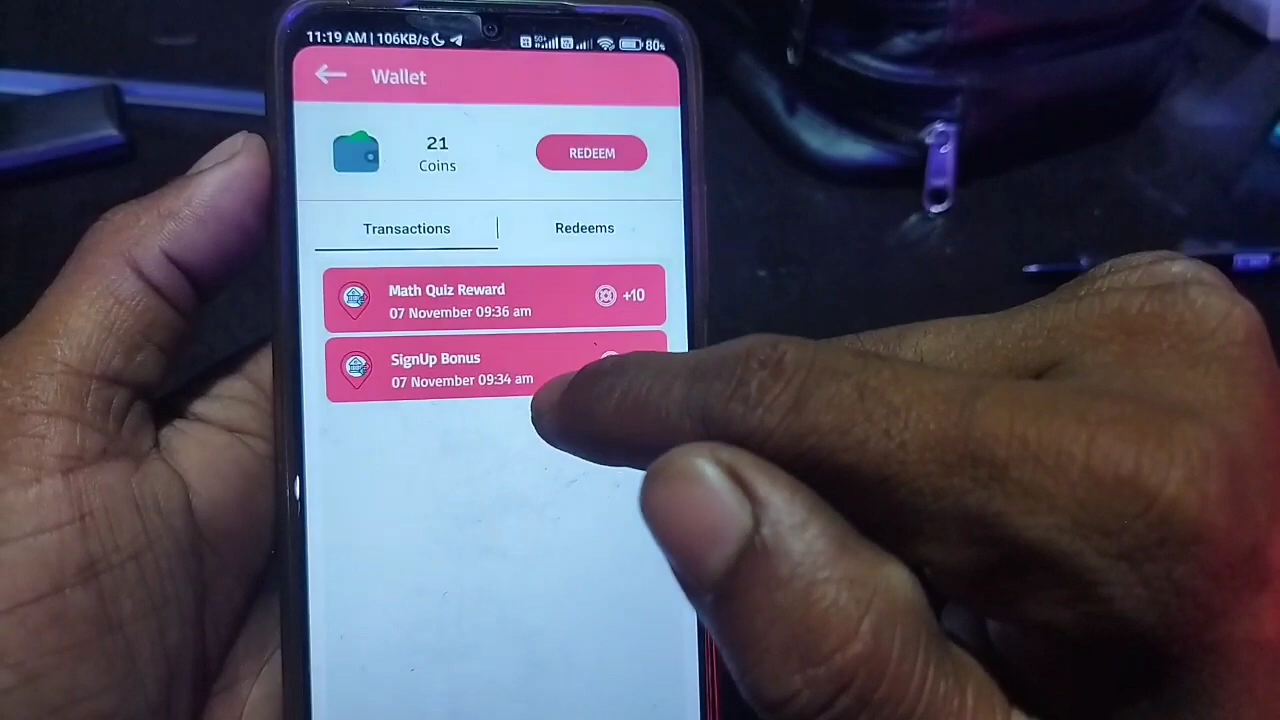 11:19 AM | 106KB/s
5G+
80%
Wallet
21
Coins
REDEEM
Transactions
Redeems
Math Quiz Reward
07 November 09:36 am
+10
SignUp Bonus
07 November 09:34 am